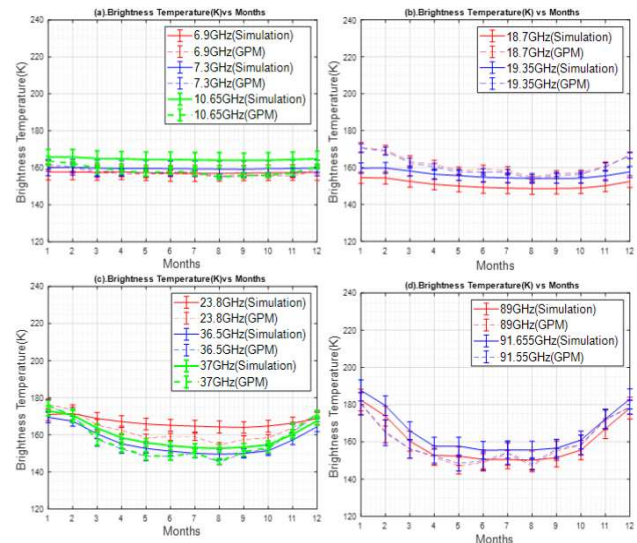 (a).Brightness Temperature(K)vs Months
240
220
200
180
160
140
120
Brightness Temperature(K)
6.9GHz(Simulation)
6.9GHz(GPM)
7.3GHz(Simulation)
7.3GHz(GPM)
10.65GHz(Simulation)
10.65GHz(GPM)
1 2 3 4 5 6 7 8 9 10 11 12
Months
(b).Brightness Temperature(K) vs Months
240
220
200
180
160
140
120
Brightness Temperature(K)
18.7GHz(Simulation)
18.7GHz(GPM)
19.35GHz(Simulation)
19.35GHz(GPM)
1 2 3 4 5 6 7 8 9 10 11 12
Months
(c).Brightness Temperature(K)vs Months
240
220
200
180
160
140
120
Brightness Temperature(K)
23.8GHz(Simulation)
23.8GHz(GPM)
36.5GHz(Simulation)
36.5GHz(GPM)
37GHz(Simulation)
37GHz(GPM)
1 2 3 4 5 6 7 8 9 10 11 12
Months
(d).Brightness Temperature(K) vs Months
240
220
200
180
160
140
120
Brightness Temperature(K)
89GHz(Simulation)
89GHz(GPM)
91.655GHz(Simulation)
91.55GHz(GPM)
1 2 3 4 5 6 7 8 9 10 11 12
Months